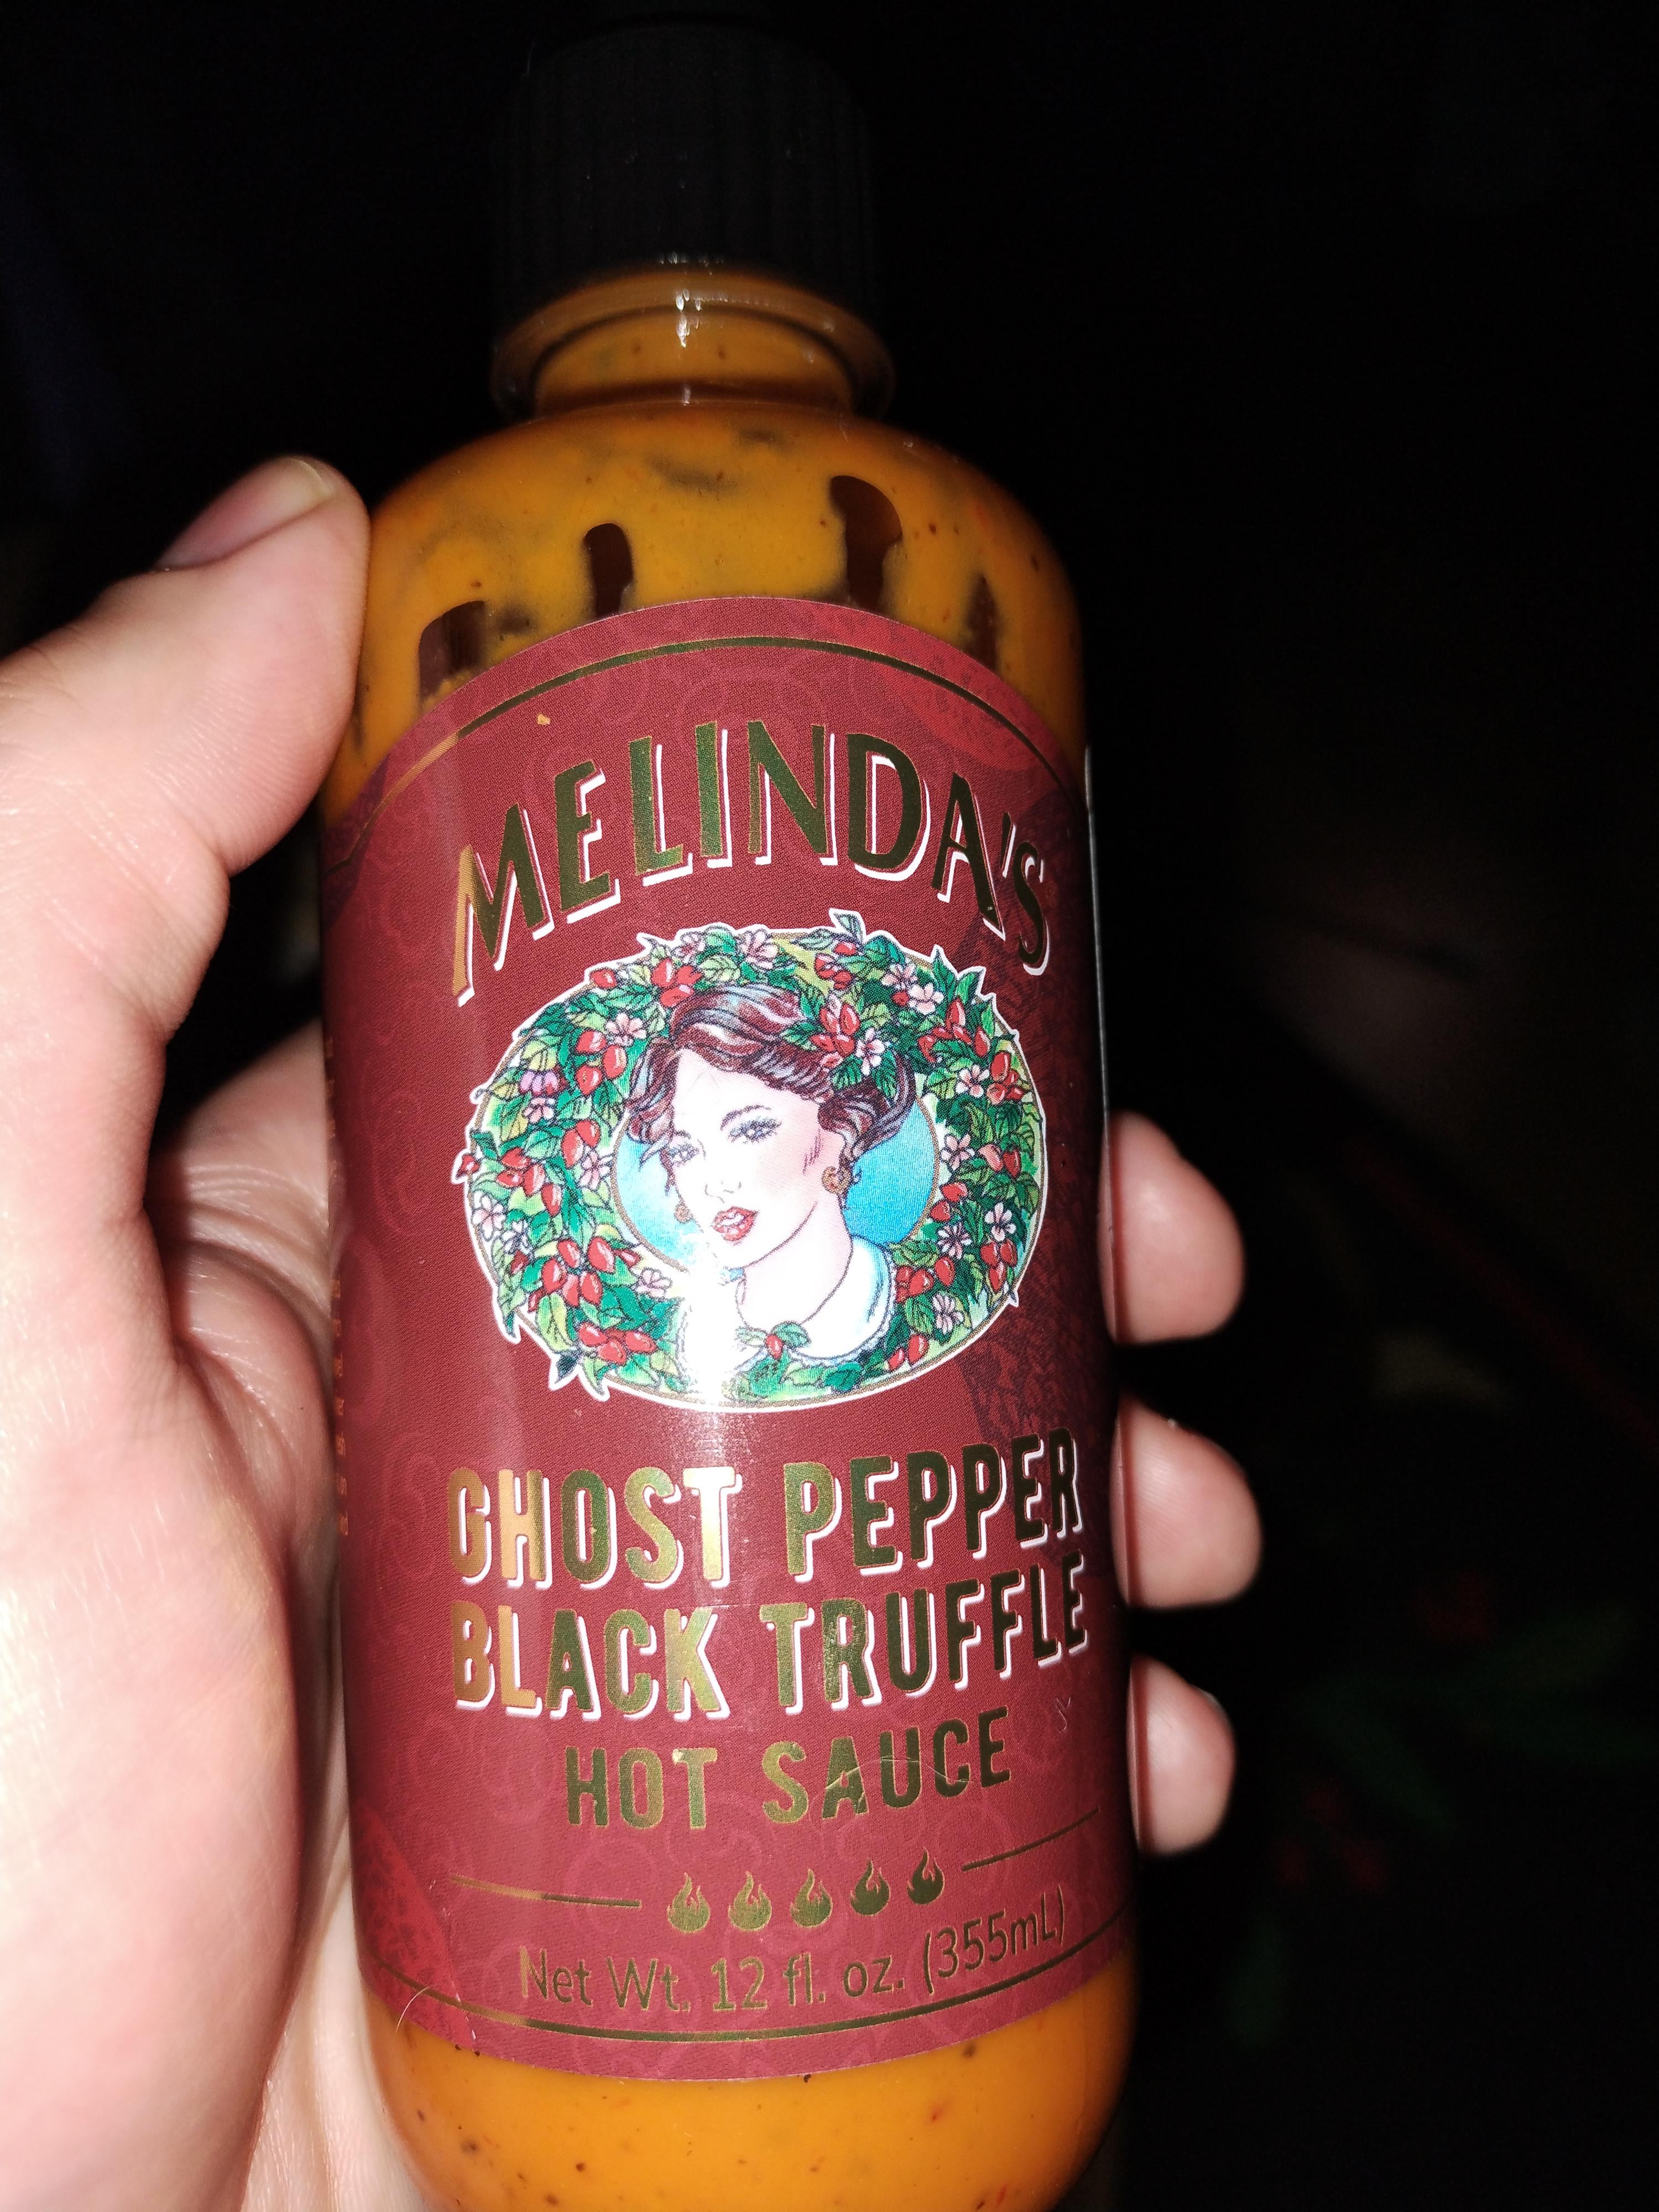 MELINDA'S
GHOST PEPPER
BLACK TRUFFLE
HOT SAUCE
Net Wt. 12 fl. oz. (355mL)